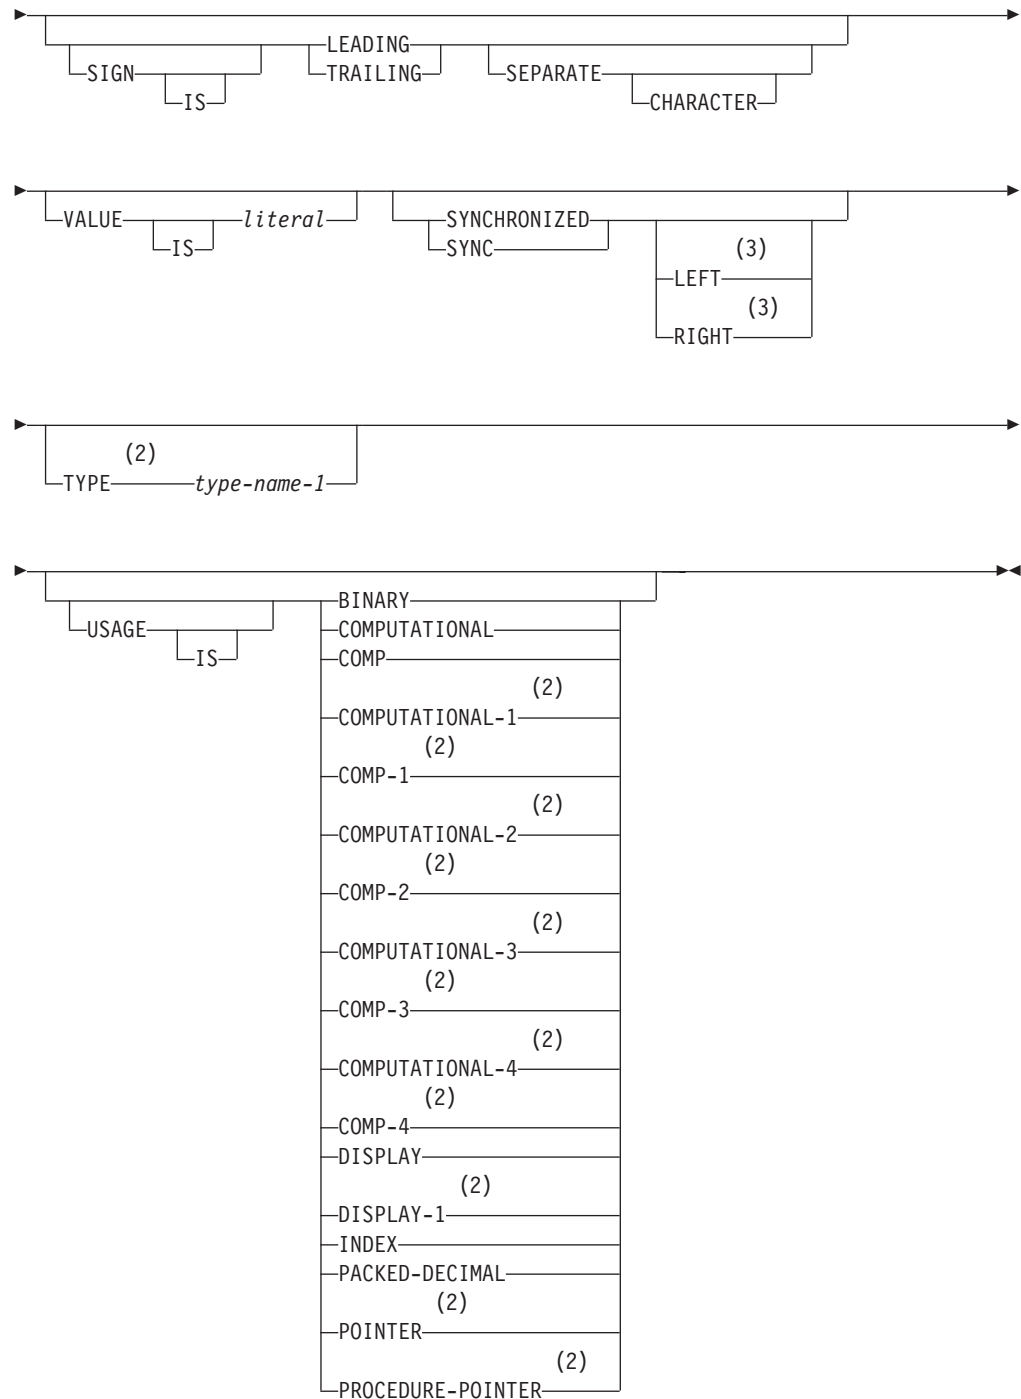 LEADING
SIGN TRAILING SEPARATE
IS CHARACTER
VALUE literal SYNCHRONIZED
IS SYNC (3)
LEFT
(3)
RIGHT
(2)
TYPE type-name-1
BINARY
USAGE COMPUTATIONAL
IS COMP
(2)
COMPUTATIONAL-1
(2)
COMP-1
(2)
COMPUTATIONAL-2
(2)
COMP-2
(2)
COMPUTATIONAL-3
(2)
COMP-3
(2)
COMPUTATIONAL-4
(2)
COMP-4
DISPLAY
(2)
DISPLAY-1
INDEX
PACKED-DECIMAL
(2)
POINTER
(2)
PROCEDURE-POINTER